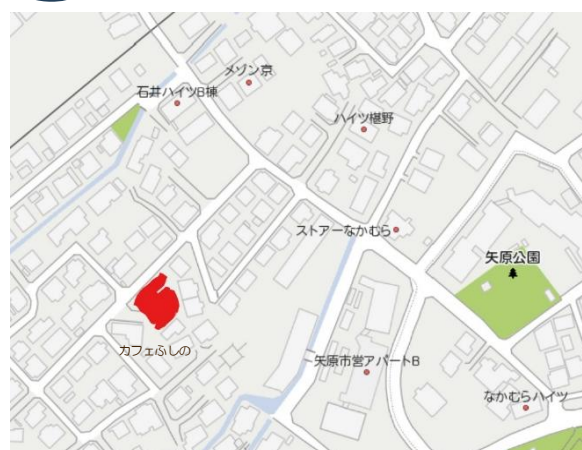 メゾン京
石井ハイツB棟
ハイツ椹野
ストアーなかむら
矢原公園
カフェふしの
矢原市営アパートB
なかむらハイツ